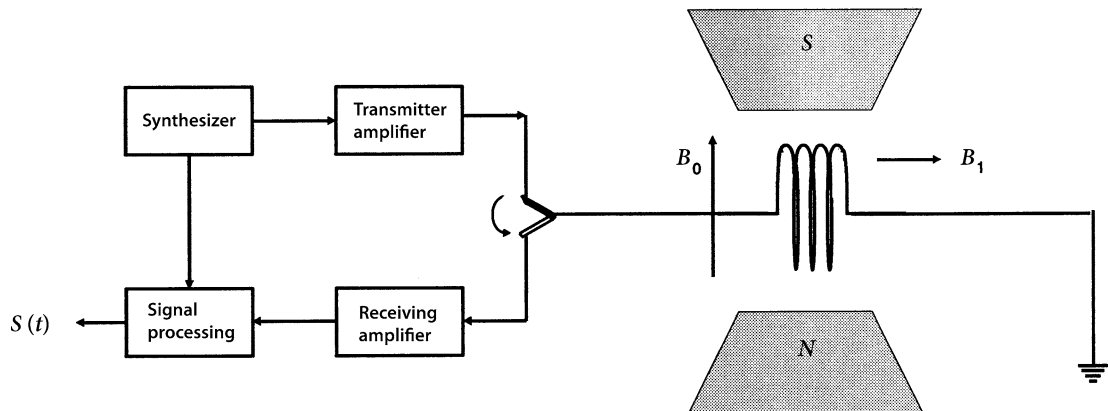 S
Synthesizer
Transmitter
amplifier
B0
B1
S (t)
Signal
processing
Receiving
amplifier
N